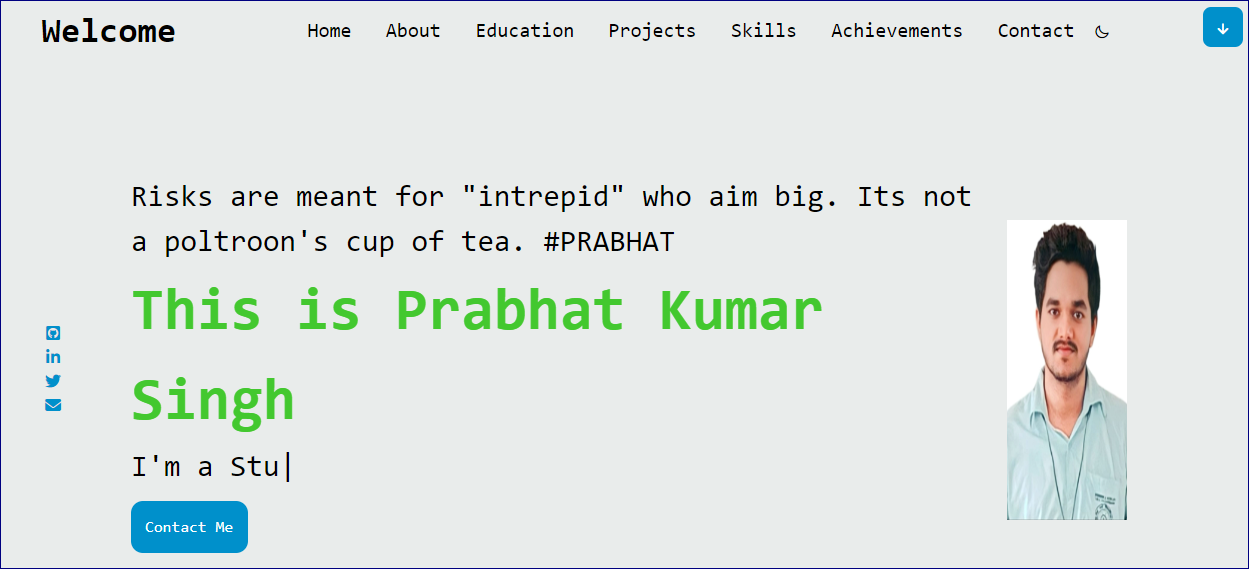 Welcome
Home About Education Projects Skills Achievements Contact
Risks are meant for "intrepid" who aim big. Its not
a poltroon's cup of tea. #PRABHAT
This is Prabhat Kumar
Singh
I'm a Stu|
Contact Me